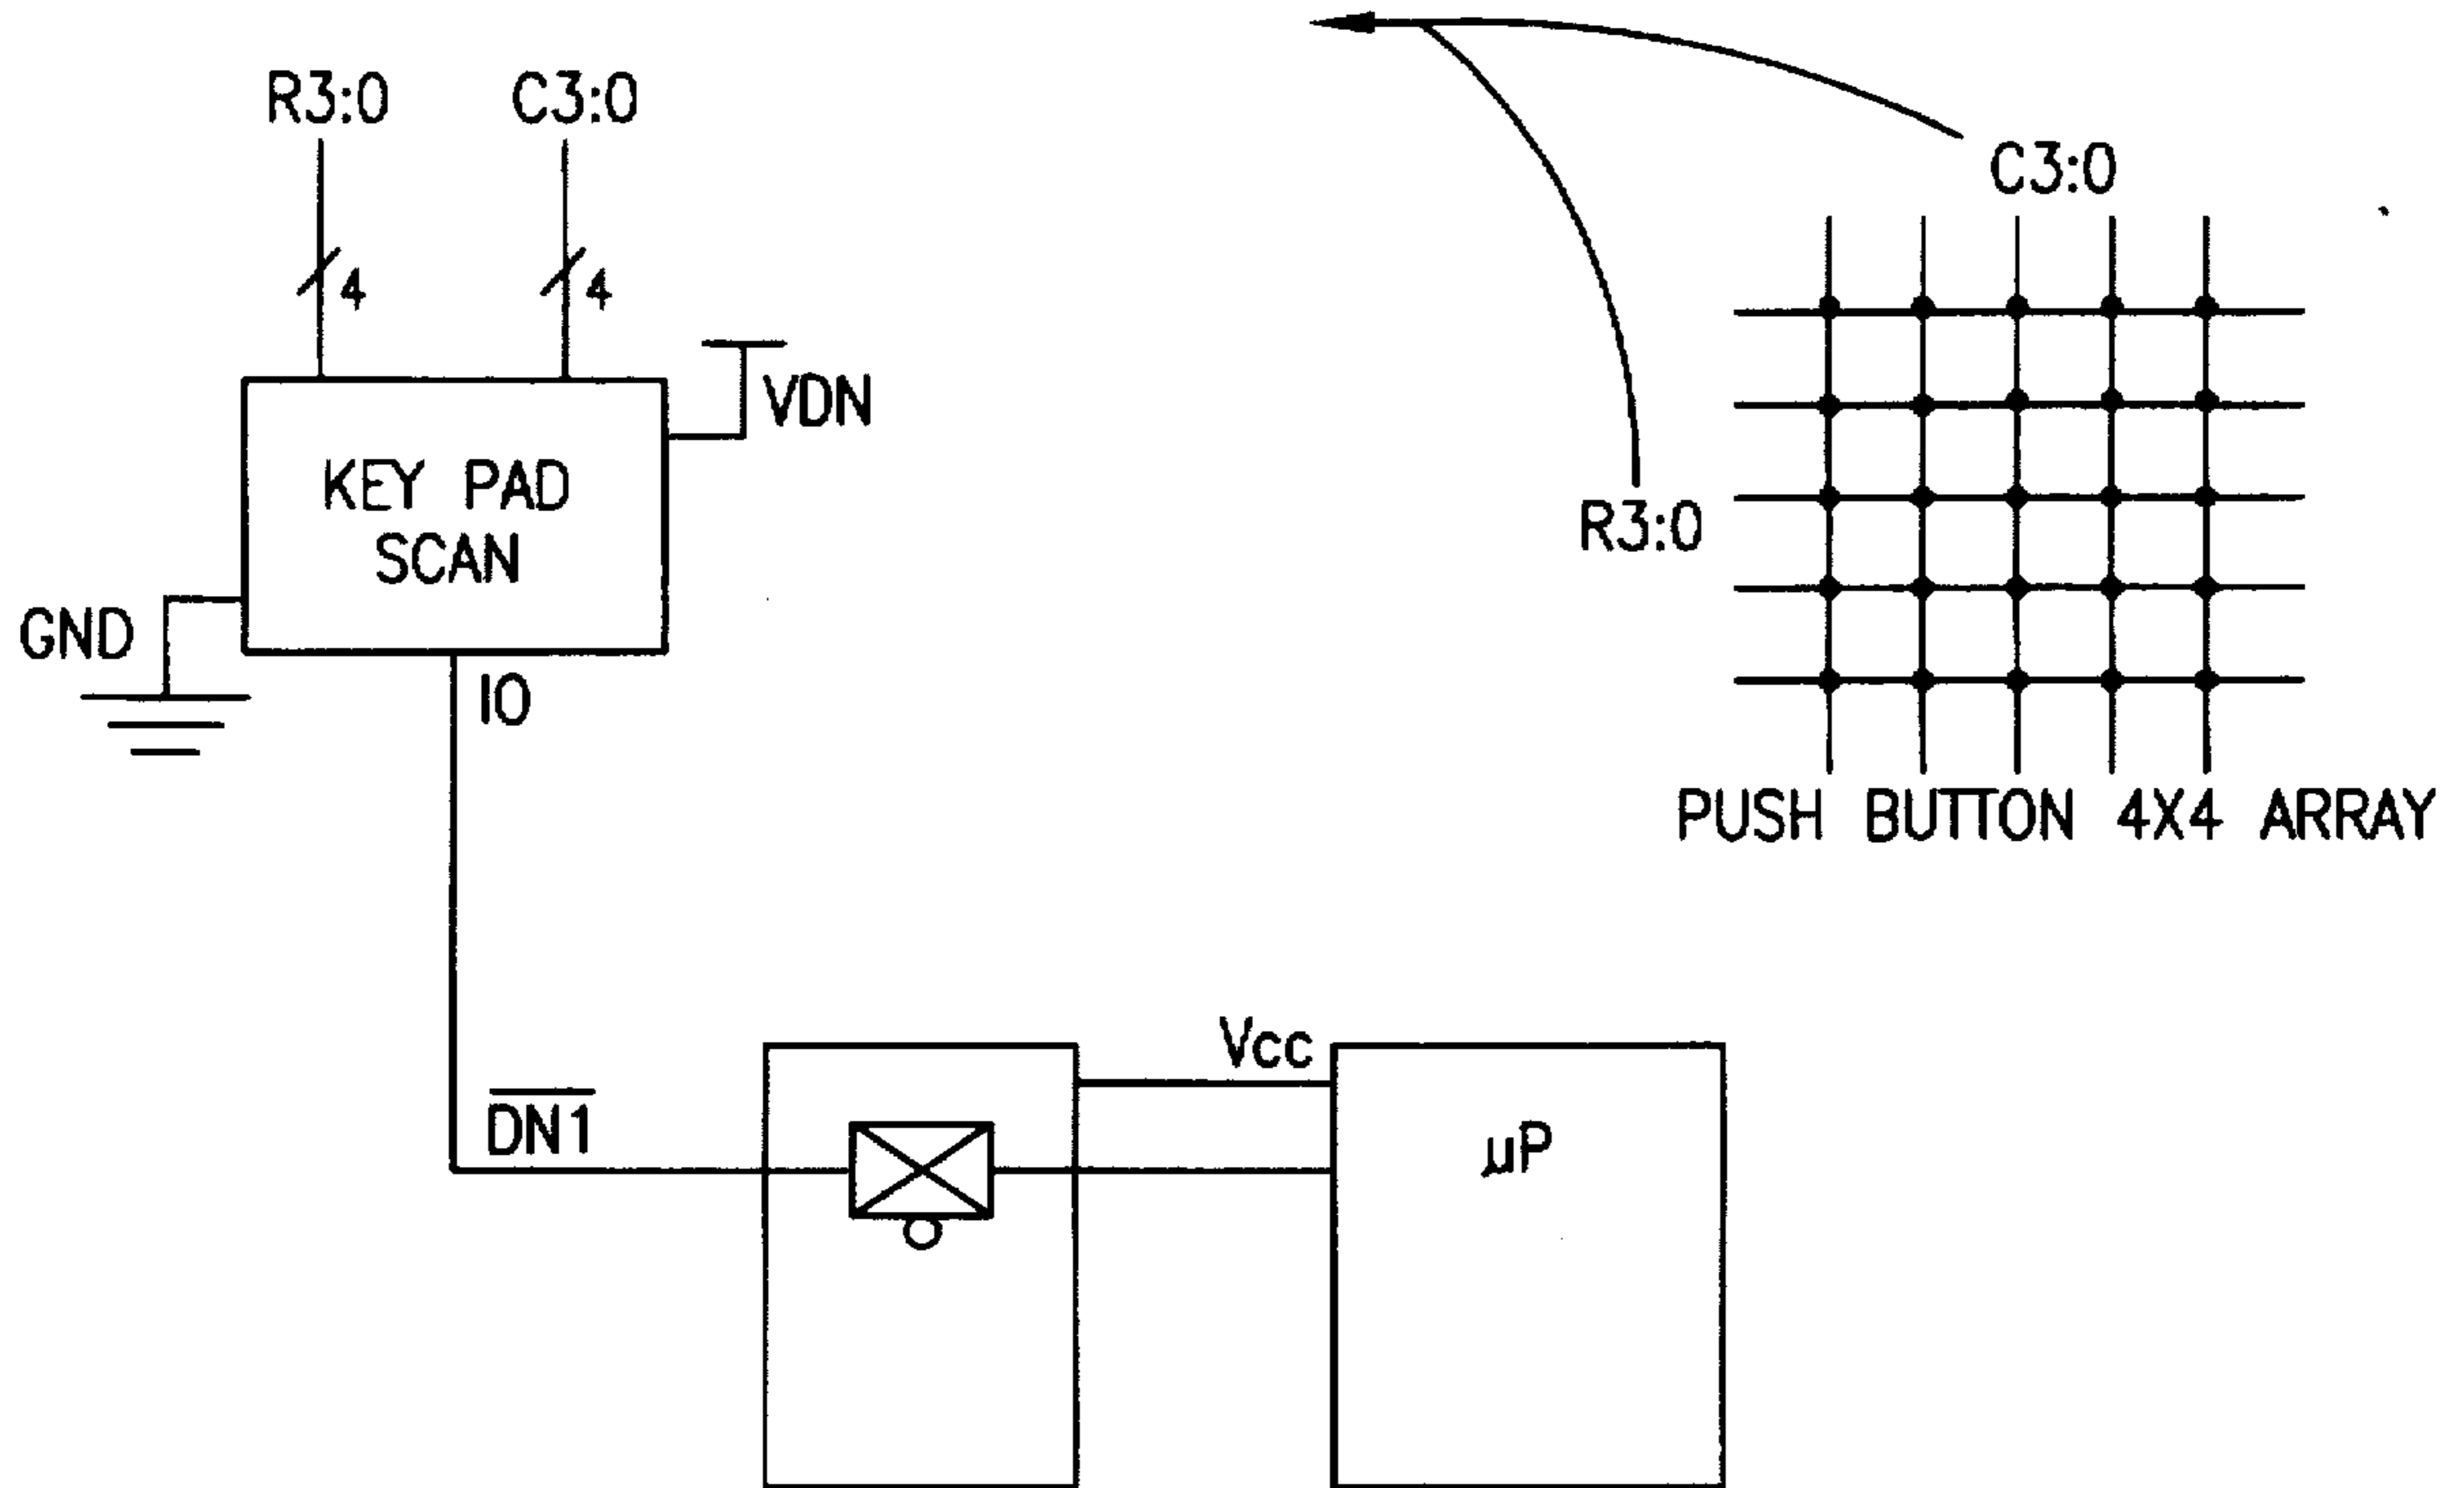 R3:0
C3:0
4
4
VDN
KEY PAD
SCAN
GND
IO
C3:0
R3:0
PUSH BUTTON 4X4 ARRAY
DN1
Vcc
µP